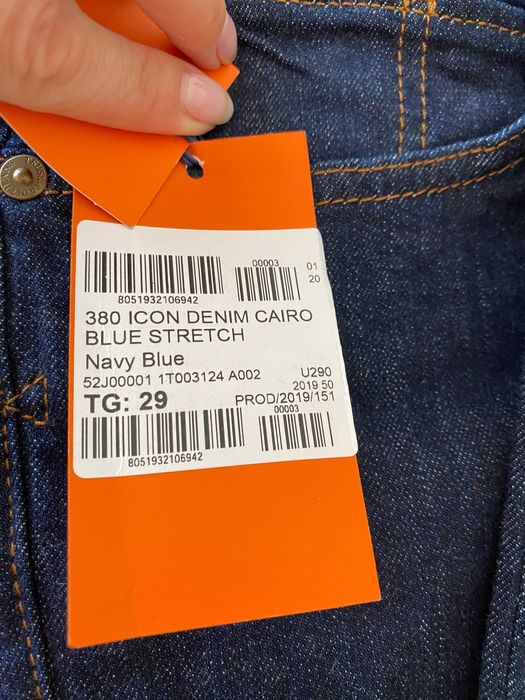 00003
01
20
8051932106942
380 ICON DENIM CAIRO
BLUE STRETCH
Navy Blue
52J00001 1T003124 A002 U290
2019 50
TG: 29 PROD/2019/151
00003
8051932106942